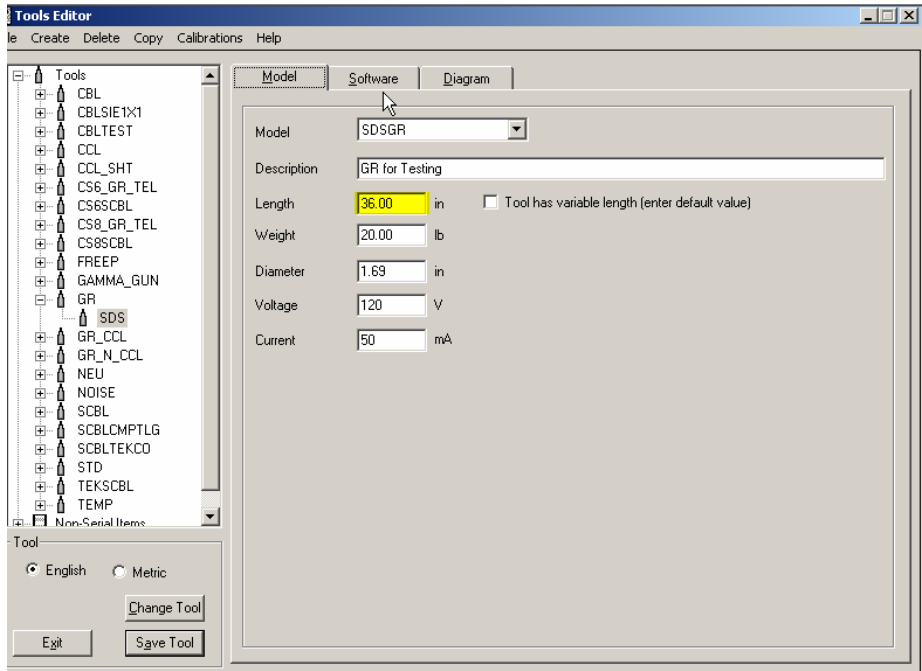 Tools Editor
le Create Delete Copy Calibrations Help
Tools
CBL
CBLSIE1X1
CBLTEST
CCL
CCL_SHT
CS6_GR_TEL
CS6SCBL
CS8_GR_TEL
CS8SCBL
FREEP
GAMMA_GUN
GR
SDS
GR_CCL
GR_N_CCL
NEU
NOISE
SCBL
SCBLCMPTLG
SCBLTEKCO
STD
TEKSCBL
TEMP
Non-Serial Items
Tool
English Metric
Change Tool
Exit Save Tool
Model Software Diagram
Model SDSGR
Description GR for Testing
Length 36.00 in Tool has variable length (enter default value)
Weight 20.00 lb
Diameter 1.69 in
Voltage 120 V
Current 50 mA